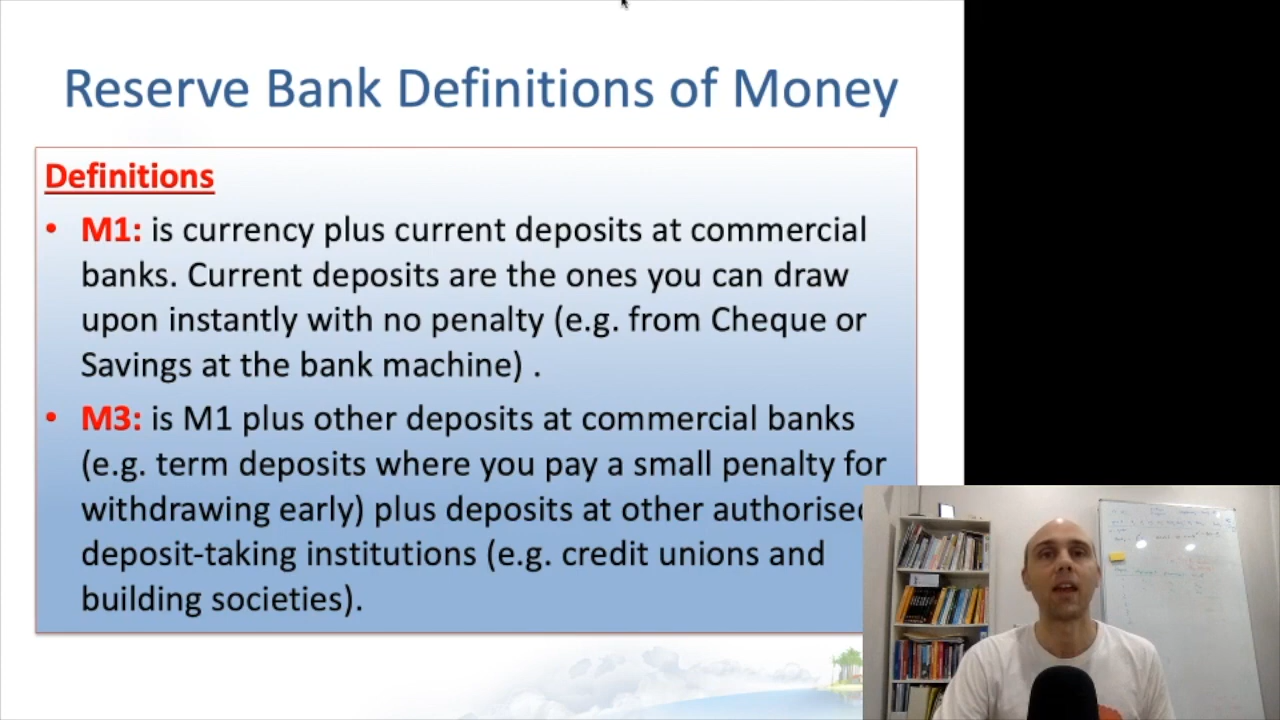 Reserve Bank Definitions of Money
Definitions
• M1: is currency plus current deposits at commercial
banks. Current deposits are the ones you can draw
upon instantly with no penalty (e.g. from Cheque or
Savings at the bank machine) .
• M3: is M1 plus other deposits at commercial banks
(e.g. term deposits where you pay a small penalty for
withdrawing early) plus deposits at other authorised
deposit-taking institutions (e.g. credit unions and
building societies).